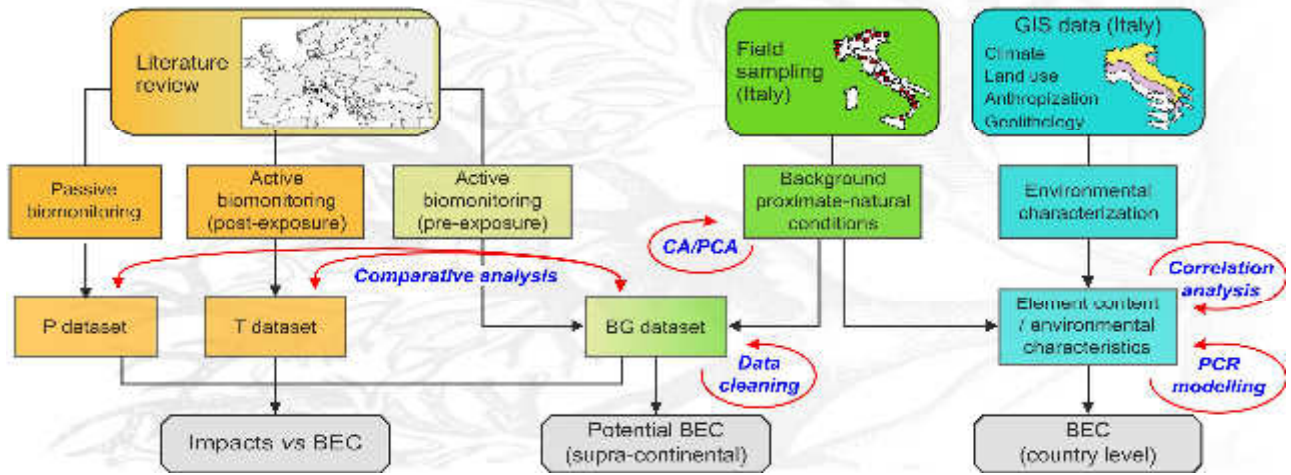 Literature
review
Field
sampling
(Italy)
GIS data (Italy)
Climate
Land use
Anthropization
Geolithology
Passive
biomonitoring
Active
biomonitoring
(post-exposure)
Active
biomonitoring
(pre-exposure)
Background
proximate-natural
conditions
Environmental
characterization
CA/PCA
Comparative analysis
Correlation
analysis
P dataset
T dataset
BG dataset
Element content
/ environmental
characteristics
Data
cleaning
PCR
modelling
Impacts vs BEC
Potential BEC
(supra-continental)
BEC
(country level)